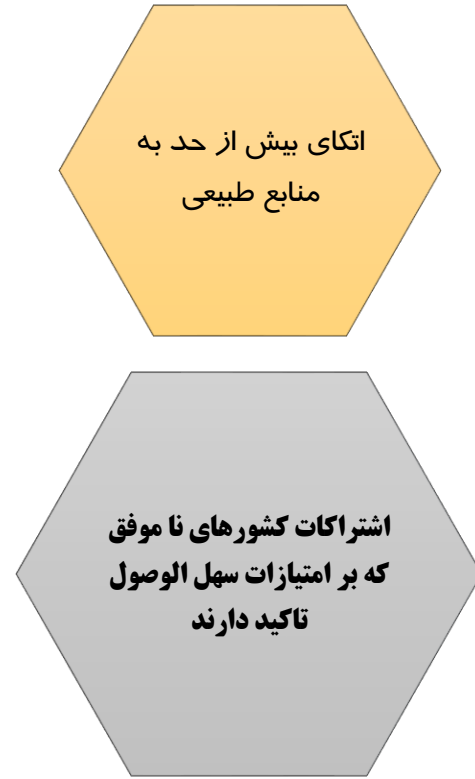 اتکای بیش از حد به
منابع طبیعی
اشتراکات کشورهای نا موفق
که بر امتیازات سهل الوصول
تاکید دارند